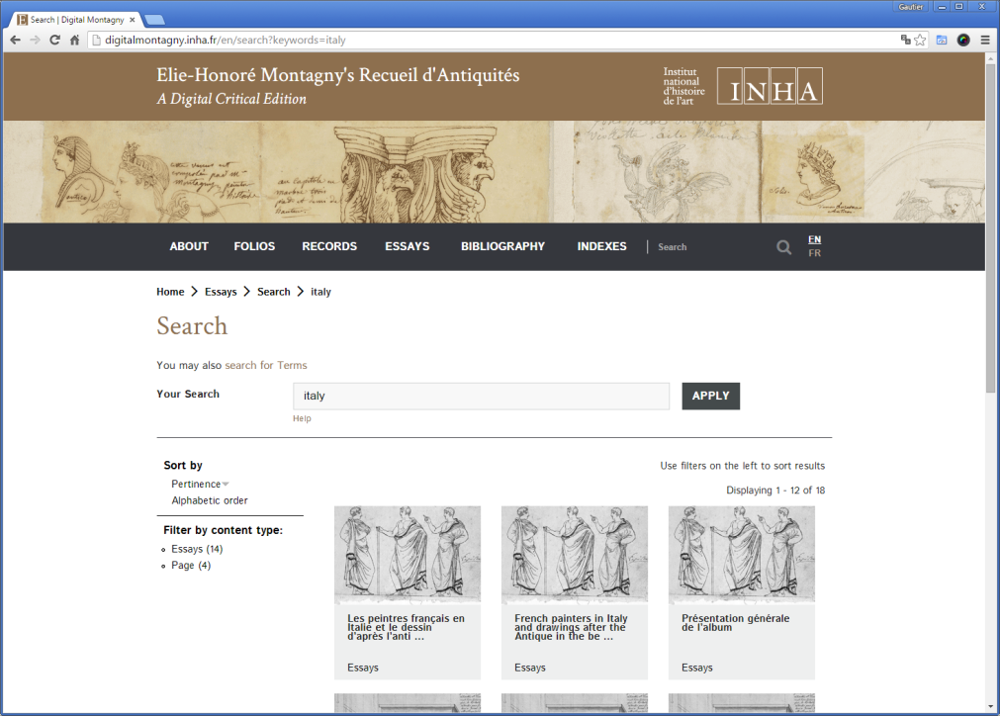 Gautier
Search | Digital Montagny
digitalmontagny.inha.fr/en/search?keywords=italy
Elie-Honoré Montagny's Recueil d'Antiquités
A Digital Critical Edition
Institut
national
d'histoire
de l'art
INHA
ABOUT FOLIOS RECORDS ESSAYS BIBLIOGRAPHY INDEXES Search
EN
FR
Home Essays Search italy
Search
You may also search for Terms
Your Search italy APPLY
Help
Sort by
Pertinence
Alphabetic order
Filter by content type:
Essays (14)
Page (4)
Use filters on the left to sort results
Displaying 1 - 12 of 18
Les peintres français en
Italie et le dessin
d'après l'anti ...
Essays
French painters in Italy
and drawings after the
Antique in the be ...
Essays
Présentation générale
de l'album
Essays